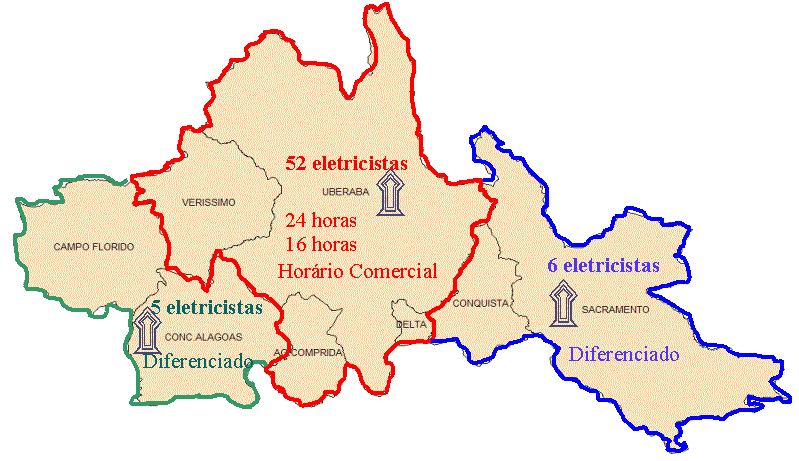 52 eletricistas
UBERABA
VERISSIMO
24 horas
16 horas
Horário Comercial
CAMPO FLORIDO
6 eletricistas
CONQUISTA
SACRAMENTO
5 eletricistas
DELTA
CONC.ALAGOAS
AG.COMPRIDA
Diferenciado
Diferenciado